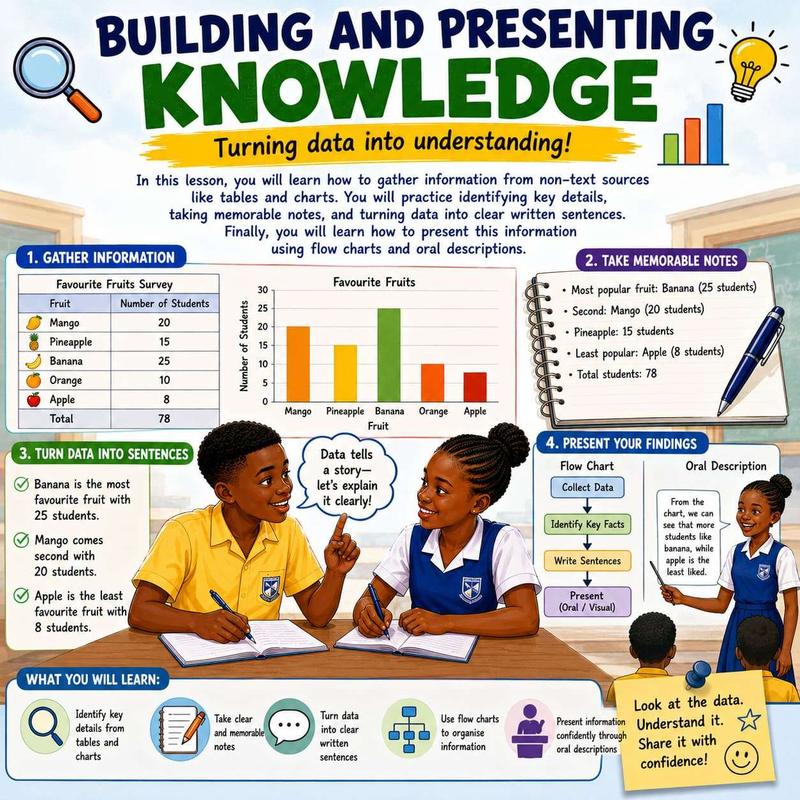 BUILDING AND PRESENTING
KNOWLEDGE
Turning data into understanding!
In this lesson, you will learn how to gather information from non-text sources
like tables and charts. You will practice identifying key details,
taking memorable notes, and turning data into clear written sentences.
Finally, you will learn how to present this information
using flow charts and oral descriptions.
1. GATHER INFORMATION
Favourite Fruits Survey
Fruit Number of Students
Mango 20
Pineapple 15
Banana 25
Orange 10
Apple 8
Total 78
Favourite Fruits
Number of Students
30
25
20
15
10
5
0
Mango Pineapple Banana Orange Apple
Fruit
2. TAKE MEMORABLE NOTES
• Most popular fruit: Banana (25 students)
• Second: Mango (20 students)
• Pineapple: 15 students
• Least popular: Apple (8 students)
• Total students: 78
3. TURN DATA INTO SENTENCES
Banana is the most
favourite fruit with
25 students.
Mango comes
second with
20 students.
Apple is the least
favourite fruit with
8 students.
Data tells
a story—
let's explain
it clearly!
4. PRESENT YOUR FINDINGS
Flow Chart
Collect Data
Identify Key Facts
Write Sentences
Present
(Oral / Visual)
Oral Description
From the
chart, we can
see that more
students like
banana, while
apple is the
least liked.
WHAT YOU WILL LEARN:
Identify key
details from
tables and
charts
Take clear
and memorable
notes
Turn data
into clear
written
sentences
Use flow charts
to organise
information
Present information
confidently through
oral descriptions
Look at the data.
Understand it.
Share it with
confidence!